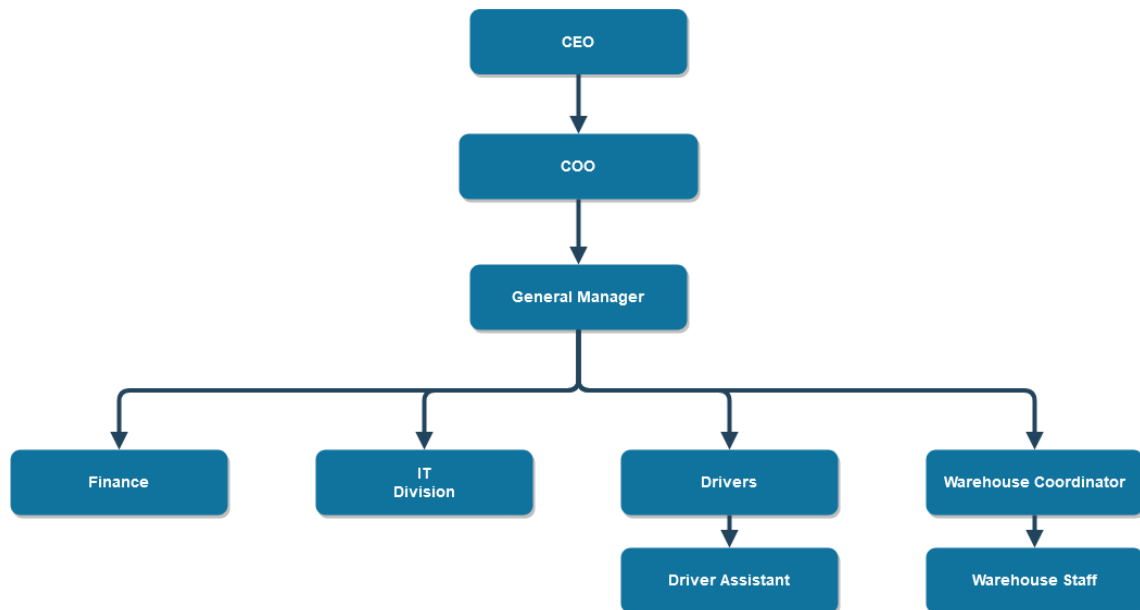 CEO
COO
General Manager
Finance
IT
Division
Drivers
Warehouse Coordinator
Driver Assistant
Warehouse Staff